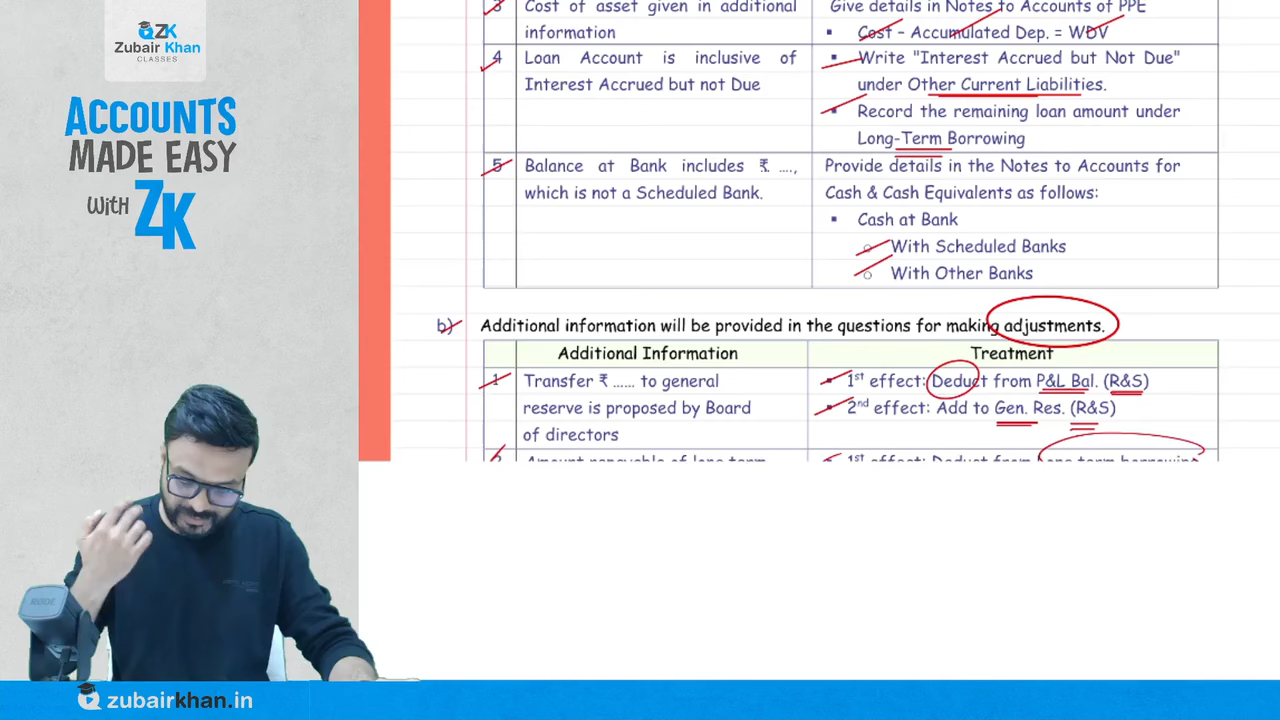 ZK
Zubair Khan
CLASSES
ACCOUNTS
MADE EASY
WITH ZK
RØDE
zubairkhan.in
3 Cost of asset given in additional information
Give details in Notes to Accounts of PPE
▪ Cost – Accumulated Dep. = WDV
4 Loan Account is inclusive of
Interest Accrued but not Due
▪ Write "Interest Accrued but Not Due"
under Other Current Liabilities.
▪ Record the remaining loan amount under
Long-Term Borrowing
5 Balance at Bank includes ₹. ....,
which is not a Scheduled Bank.
Provide details in the Notes to Accounts for
Cash & Cash Equivalents as follows:
▪ Cash at Bank
○ With Scheduled Banks
○ With Other Banks
b) Additional information will be provided in the questions for making adjustments.
Additional Information Treatment
1 Transfer ₹ ...... to general
reserve is proposed by Board
of directors
▪ 1st effect: Deduct from P&L Bal. (R&S)
▪ 2nd effect: Add to Gen. Res. (R&S)